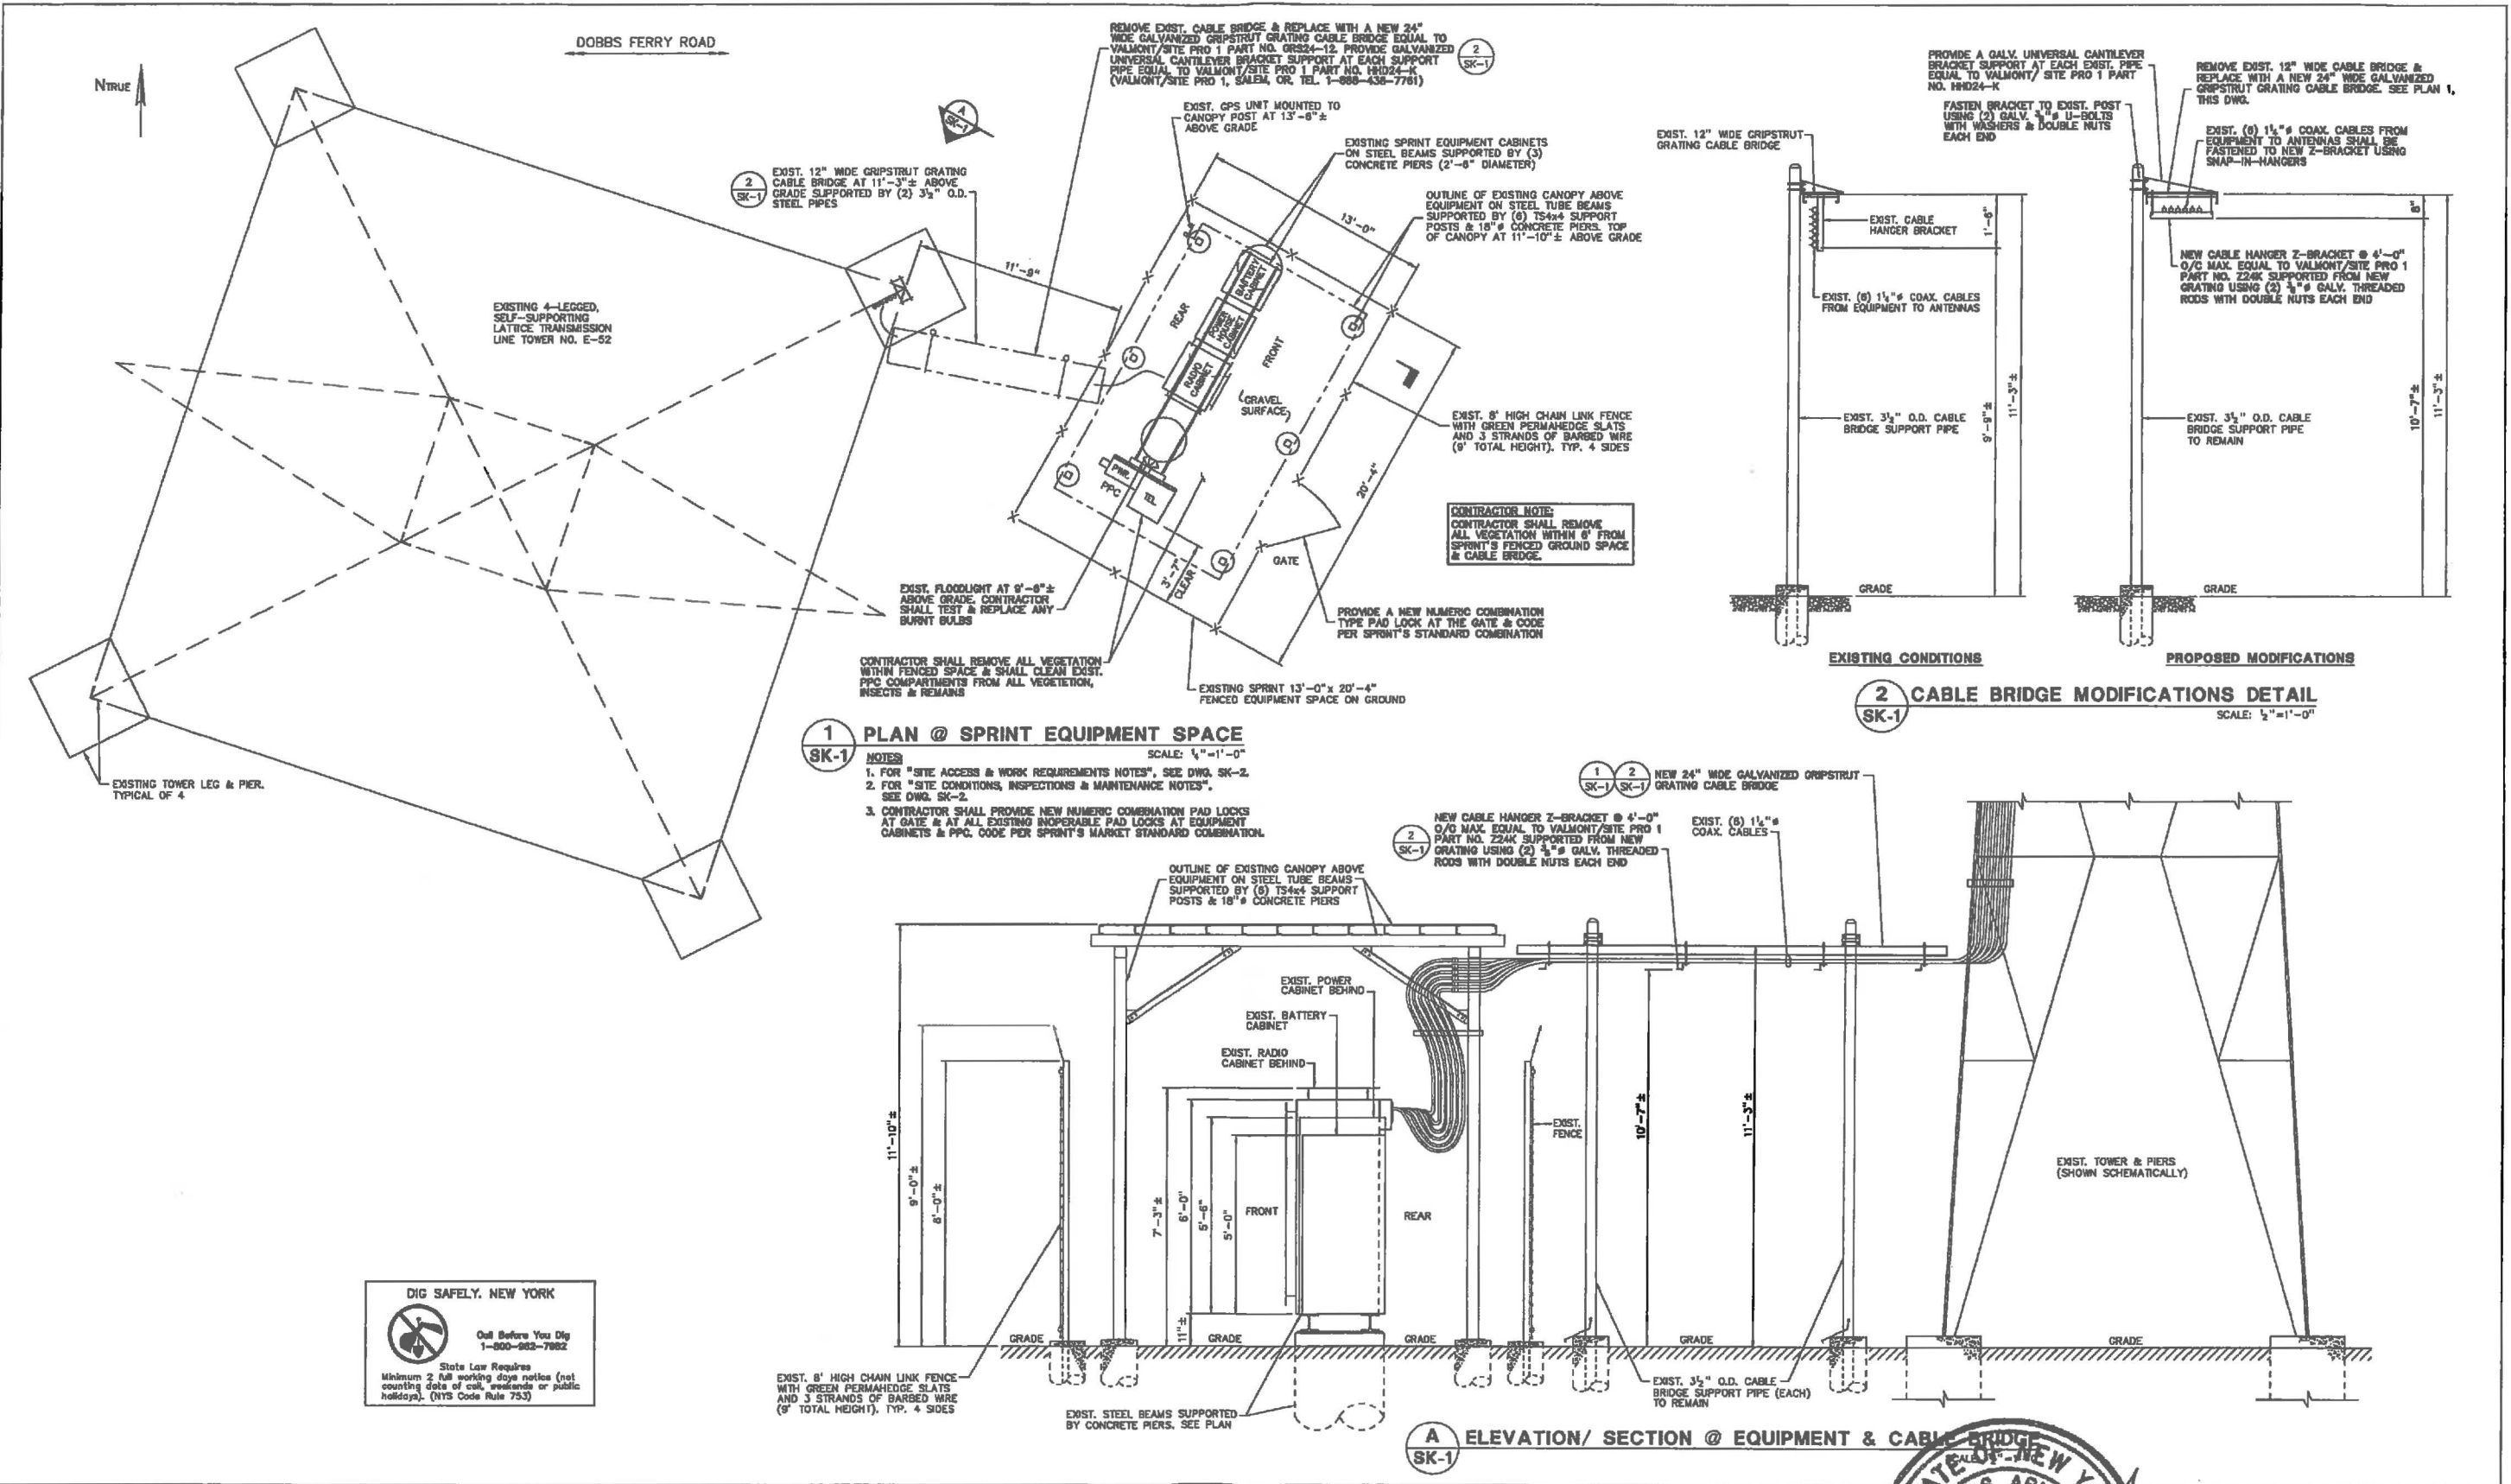 DOBBS FERRY ROAD
NTRUE
REMOVE EXIST. CABLE BRIDGE & REPLACE WITH A NEW 24"
WIDE GALVANIZED GRIPSTRUT GRATING CABLE BRIDGE EQUAL TO
VALMONT/SITE PRO 1 PART NO. GRS24-12. PROVIDE GALVANIZED
UNIVERSAL CANTILEVER BRACKET SUPPORT AT EACH SUPPORT
PIPE EQUAL TO VALMONT/SITE PRO 1 PART NO. HHD24-K
(VALMONT/SITE PRO 1, SALEM, OR. TEL. 1-888-438-7761)
2
SK-1
A
SK-1
EXIST. GPS UNIT MOUNTED TO
CANOPY POST AT 13'-6"±
ABOVE GRADE
EXISTING SPRINT EQUIPMENT CABINETS
ON STEEL BEAMS SUPPORTED BY (3)
CONCRETE PIERS (2'-6" DIAMETER)
2
SK-1
EXIST. 12" WIDE GRIPSTRUT GRATING
CABLE BRIDGE AT 11'-3"± ABOVE
GRADE SUPPORTED BY (2) 3½" O.D.
STEEL PIPES
OUTLINE OF EXISTING CANOPY ABOVE
EQUIPMENT ON STEEL TUBE BEAMS
SUPPORTED BY (6) TS4x4 SUPPORT
POSTS & 18"ø CONCRETE PIERS. TOP
OF CANOPY AT 11'-10"± ABOVE GRADE
13'-0"
11'-9"
EXISTING 4-LEGGED,
SELF-SUPPORTING
LATTICE TRANSMISSION
LINE TOWER NO. E-52
REAR
BATTERY
CABINET
POWER
HOUSE
CABINET
RADIO
CABINET
FRONT
GRAVEL
SURFACE
PWR.
PPC
TEL.
EXIST. 8' HIGH CHAIN LINK FENCE
WITH GREEN PERMAHEDGE SLATS
AND 3 STRANDS OF BARBED WIRE
(9' TOTAL HEIGHT). TYP. 4 SIDES
20'-4"
CONTRACTOR NOTE:
CONTRACTOR SHALL REMOVE
ALL VEGETATION WITHIN 6' FROM
SPRINT'S FENCED GROUND SPACE
& CABLE BRIDGE.
3'-7"
CLEAR
GATE
EXIST. FLOODLIGHT AT 9'-6"±
ABOVE GRADE. CONTRACTOR
SHALL TEST & REPLACE ANY
BURNT BULBS
PROVIDE A NEW NUMERIC COMBINATION
TYPE PAD LOCK AT THE GATE & CODE
PER SPRINT'S STANDARD COMBINATION
CONTRACTOR SHALL REMOVE ALL VEGETATION
WITHIN FENCED SPACE & SHALL CLEAN EXIST.
PPC COMPARTMENTS FROM ALL VEGETETION,
INSECTS & REMAINS
EXISTING SPRINT 13'-0"x 20'-4"
FENCED EQUIPMENT SPACE ON GROUND
EXISTING TOWER LEG & PIER.
TYPICAL OF 4
1
SK-1
PLAN @ SPRINT EQUIPMENT SPACE
SCALE: ¼"=1'-0"
NOTES
1. FOR "SITE ACCESS & WORK REQUIREMENTS NOTES", SEE DWG. SK-2.
2. FOR "SITE CONDITIONS, INSPECTIONS & MAINTENANCE NOTES".
SEE DWG. SK-2.
3. CONTRACTOR SHALL PROVIDE NEW NUMERIC COMBINATION PAD LOCKS
AT GATE & AT ALL EXISTING INOPERABLE PAD LOCKS AT EQUIPMENT
CABINETS & PPC. CODE PER SPRINT'S MARKET STANDARD COMBINATION.
PROVIDE A GALV. UNIVERSAL CANTILEVER
BRACKET SUPPORT AT EACH EXIST. PIPE
EQUAL TO VALMONT/ SITE PRO 1 PART
NO. HHD24-K
FASTEN BRACKET TO EXIST. POST
USING (2) GALV. "ø U-BOLTS
WITH WASHERS & DOUBLE NUTS
EACH END
REMOVE EXIST. 12" WIDE CABLE BRIDGE &
REPLACE WITH A NEW 24" WIDE GALVANIZED
GRIPSTRUT GRATING CABLE BRIDGE. SEE PLAN 1,
THIS DWG.
EXIST. (6) 1¼"ø COAX. CABLES FROM
EQUIPMENT TO ANTENNAS SHALL BE
FASTENED TO NEW Z-BRACKET USING
SNAP-IN-HANGERS
EXIST. 12" WIDE GRIPSTRUT
GRATING CABLE BRIDGE
EXIST. CABLE
HANGER BRACKET
1'-6"
8"
EXIST. (6) 1¼"ø COAX. CABLES
FROM EQUIPMENT TO ANTENNAS
NEW CABLE HANGER Z-BRACKET @ 4'-0"
O/C MAX. EQUAL TO VALMONT/SITE PRO 1
PART NO. Z24K SUPPORTED FROM NEW
GRATING USING (2) "ø GALV. THREADED
RODS WITH DOUBLE NUTS EACH END
EXIST. 3½" O.D. CABLE
BRIDGE SUPPORT PIPE
9'-9"±
11'-3"±
EXIST. 3½" O.D. CABLE
BRIDGE SUPPORT PIPE
TO REMAIN
10'-7"±
11'-3"±
GRADE
GRADE
EXISTING CONDITIONS
PROPOSED MODIFICATIONS
2
SK-1
CABLE BRIDGE MODIFICATIONS DETAIL
SCALE: ½"=1'-0"
1
SK-1
2
SK-1
NEW 24" WIDE GALVANIZED GRIPSTRUT
GRATING CABLE BRIDGE
2
SK-1
NEW CABLE HANGER Z-BRACKET @ 4'-0"
O/C MAX. EQUAL TO VALMONT/SITE PRO 1
PART NO. Z24K SUPPORTED FROM NEW
GRATING USING (2) "ø GALV. THREADED
RODS WITH DOUBLE NUTS EACH END
EXIST. (6) 1¼"ø
COAX. CABLES
OUTLINE OF EXISTING CANOPY ABOVE
EQUIPMENT ON STEEL TUBE BEAMS
SUPPORTED BY (6) TS4x4 SUPPORT
POSTS & 18"ø CONCRETE PIERS
EXIST. POWER
CABINET BEHIND
EXIST. BATTERY
CABINET
EXIST. RADIO
CABINET BEHIND
11'-10"±
9'-0"±
8'-0"±
7'-3"±
6'-0"
5'-6"
5'-0"
11"±
FRONT
REAR
EXIST.
FENCE
10'-7"±
11'-3"±
EXIST. TOWER & PIERS
(SHOWN SCHEMATICALLY)
GRADE
GRADE
GRADE
GRADE
GRADE
EXIST. 8' HIGH CHAIN LINK FENCE
WITH GREEN PERMAHEDGE SLATS
AND 3 STRANDS OF BARBED WIRE
(9' TOTAL HEIGHT). TYP. 4 SIDES
EXIST. STEEL BEAMS SUPPORTED
BY CONCRETE PIERS. SEE PLAN
EXIST. 3½" O.D. CABLE
BRIDGE SUPPORT PIPE (EACH)
TO REMAIN
A
SK-1
ELEVATION/ SECTION @ EQUIPMENT & CABLE BRIDGE
DIG SAFELY. NEW YORK
Call Before You Dig
1-800-962-7962
State Law Requires
Minimum 2 full working days notice (not
counting date of call, weekends or public
holidays). (NYS Code Rule 753)
OF NEW Y